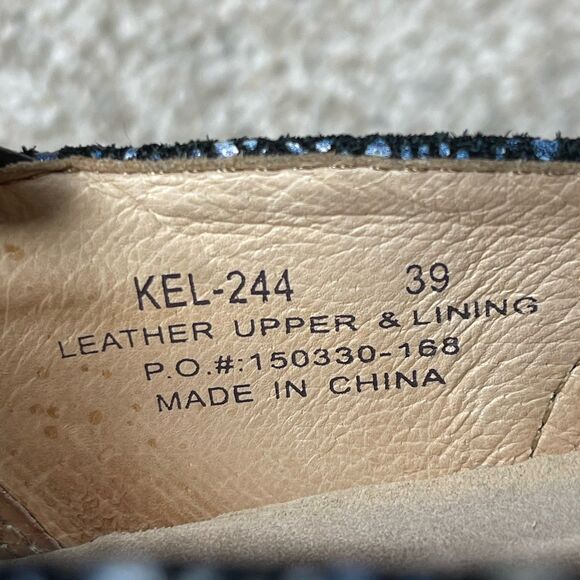 KEL-244 39
LEATHER UPPER & LINING
P.O.#:150330-168
MADE IN CHINA